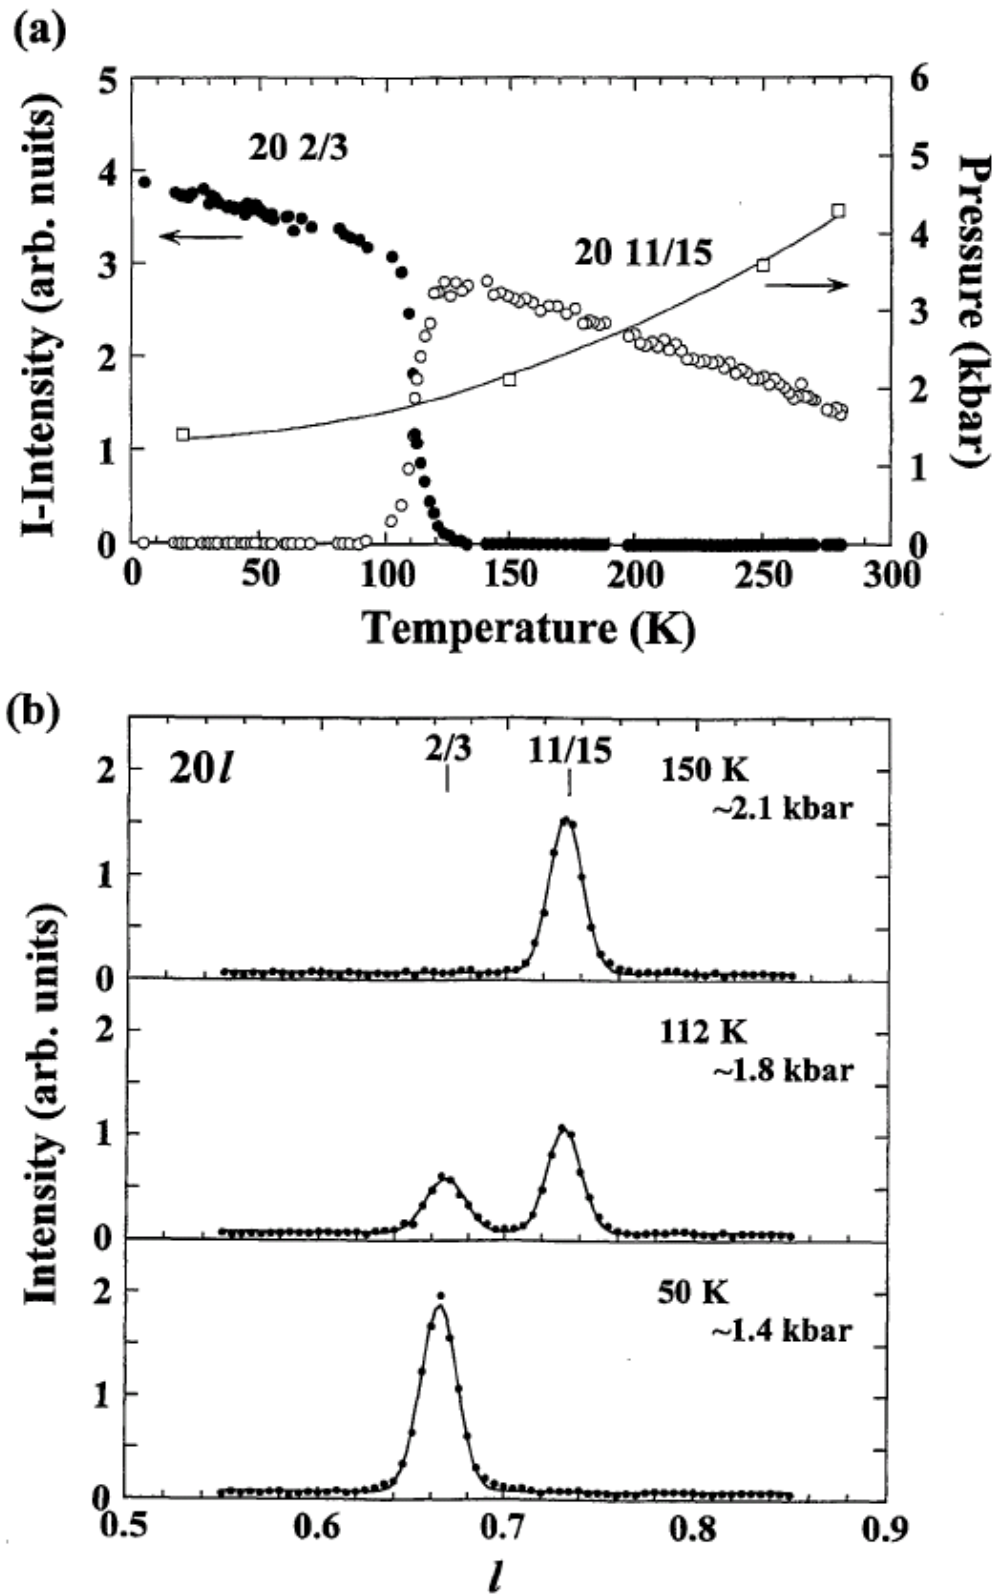 (a)
5
4
3
2
1
0
I-Intensity (arb. nuits)
20 2/3
20 11/15
6
5
4
3
2
1
0
Pressure (kbar)
0 50 100 150 200 250 300
Temperature (K)
(b)
20l
2/3
11/15
150 K
~2.1 kbar
2
1
0
112 K
~1.8 kbar
2
1
0
50 K
~1.4 kbar
2
1
0
Intensity (arb. units)
0.5 0.6 0.7 0.8 0.9
l